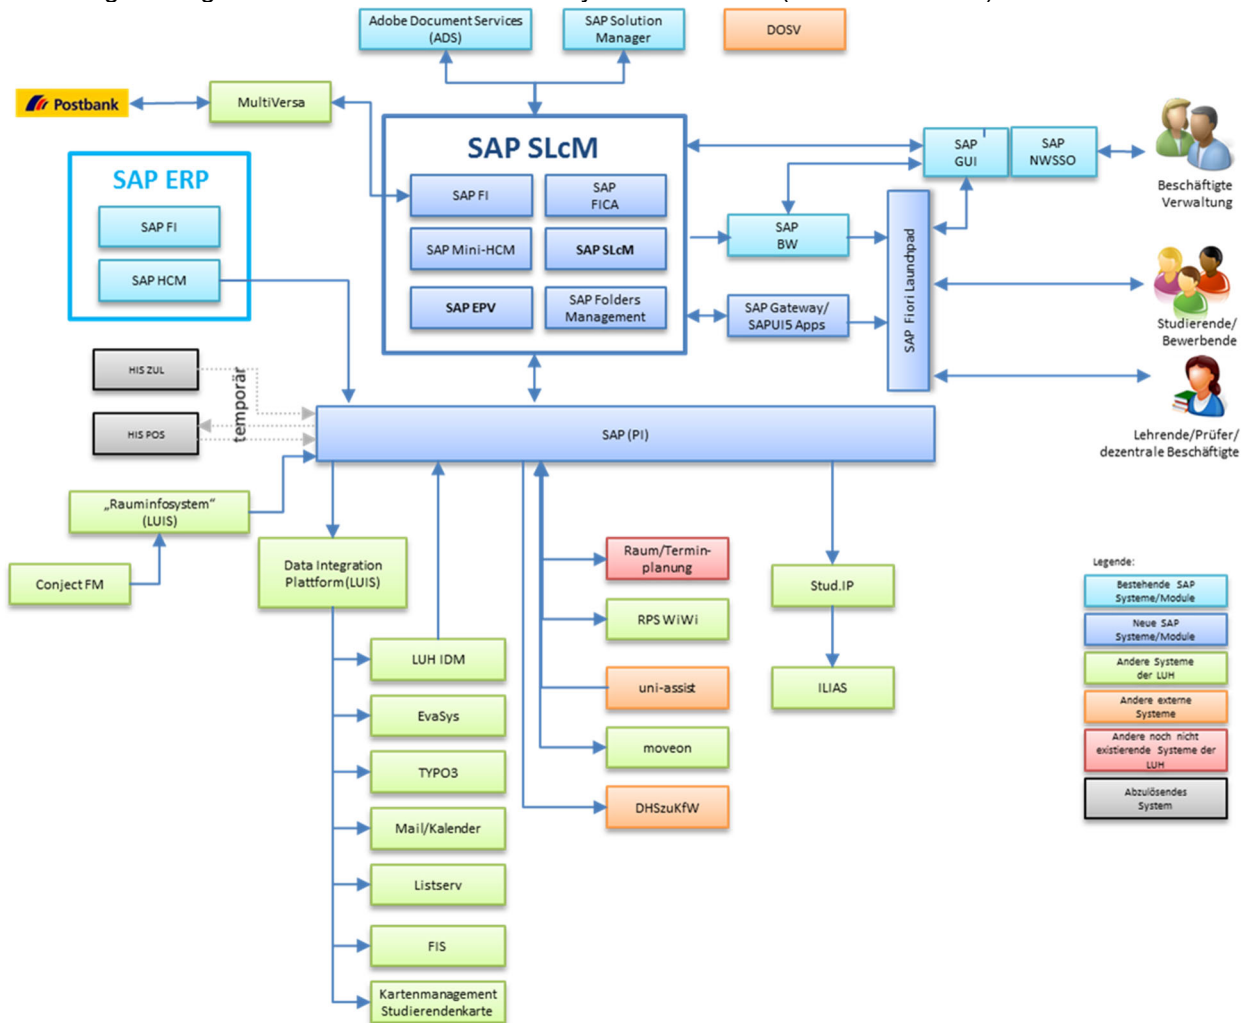 Adobe Document Services
(ADS)
SAP Solution
Manager
DOSV
Postbank
MultiVersa
SAP SLcM
SAP FI
SAP
FICA
SAP Mini-HCM
SAP SLcM
SAP EPV
SAP Folders
Management
SAP ERP
SAP FI
SAP HCM
SAP
GUI
SAP
NWSSO
Beschäftigte
Verwaltung
SAP
BW
SAP Gateway/
SAPUI5 Apps
SAP Fiori Laundhpad
Studierende/
Bewerbende
Lehrende/Prüfer/
dezentrale Beschäftigte
HIS ZUL
HIS POS
temporär
SAP (PI)
„Rauminfosystem“
(LUIS)
Conject FM
Data Integration
Plattform (LUIS)
LUH IDM
EvaSys
TYPO3
Mail/Kalender
Listserv
FIS
Kartenmanagement
Studierendenkarte
Raum/Termin-
planung
RPS WiWi
uni-assist
moveon
DHSzuKfW
Stud.IP
ILIAS
Legende:
Bestehende SAP
Systeme/Module
Neue SAP
Systeme/Module
Andere Systeme
der LUH
Andere externe
Systeme
Andere noch nicht
existierende Systeme der
LUH
Abzulösendes
System